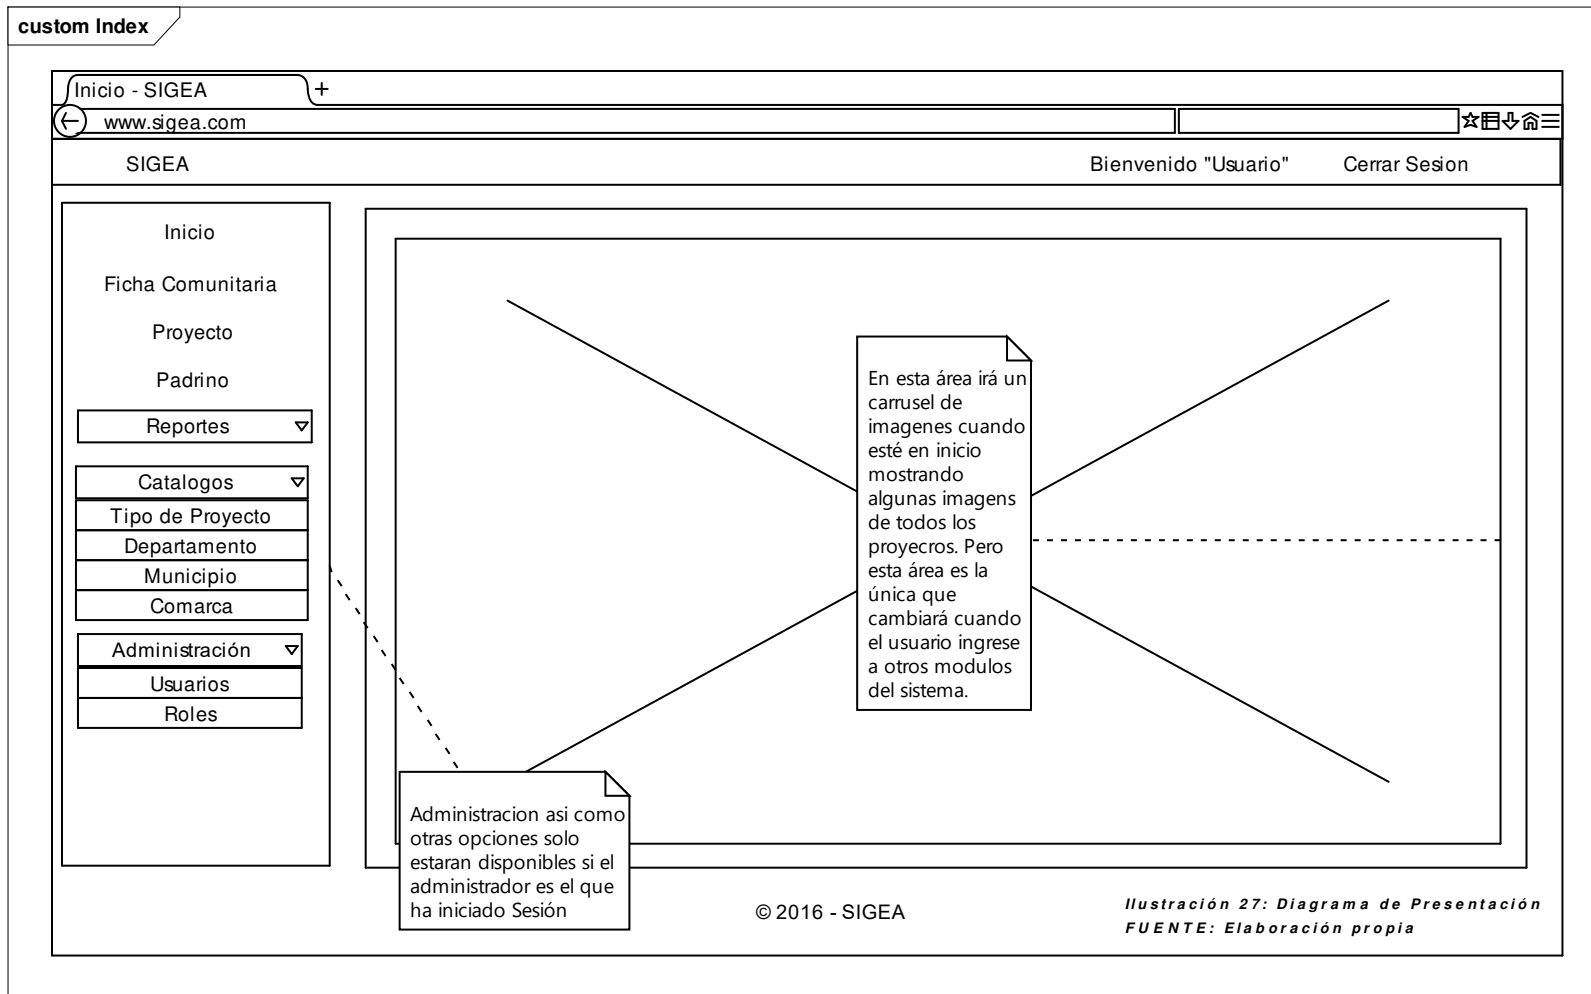 custom Index
Inicio - SIGEA
+
www.sigea.com
SIGEA
Bienvenido "Usuario"
Cerrar Sesion
Inicio
Ficha Comunitaria
Proyecto
Padrino
Reportes
Catalogos
Tipo de Proyecto
Departamento
Municipio
Comarca
Administración
Usuarios
Roles
En esta área irá un
carrusel de
imagenes cuando
esté en inicio
mostrando
algunas imagens
de todos los
proyecros. Pero
esta área es la
única que
cambiará cuando
el usuario ingrese
a otros modulos
del sistema.
Administracion asi como
otras opciones solo
estaran disponibles si el
administrador es el que
ha iniciado Sesión
© 2016 - SIGEA
Ilustración 27: Diagrama de Presentación
FUENTE: Elaboración propia